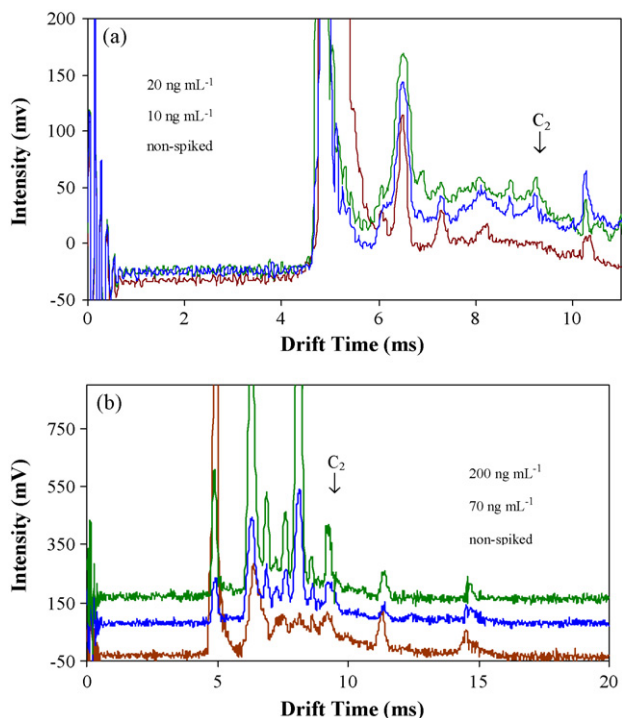 (a)
200
150
100
50
0
-50
Intensity (mv)
20 ng mL⁻¹
10 ng mL⁻¹
non-spiked
C₂
↓
0 2 4 6 8 10
Drift Time (ms)
(b)
750
550
350
150
-50
Intensity (mV)
C₂
↓
200 ng mL⁻¹
70 ng mL⁻¹
non-spiked
0 5 10 15 20
Drift Time (ms)